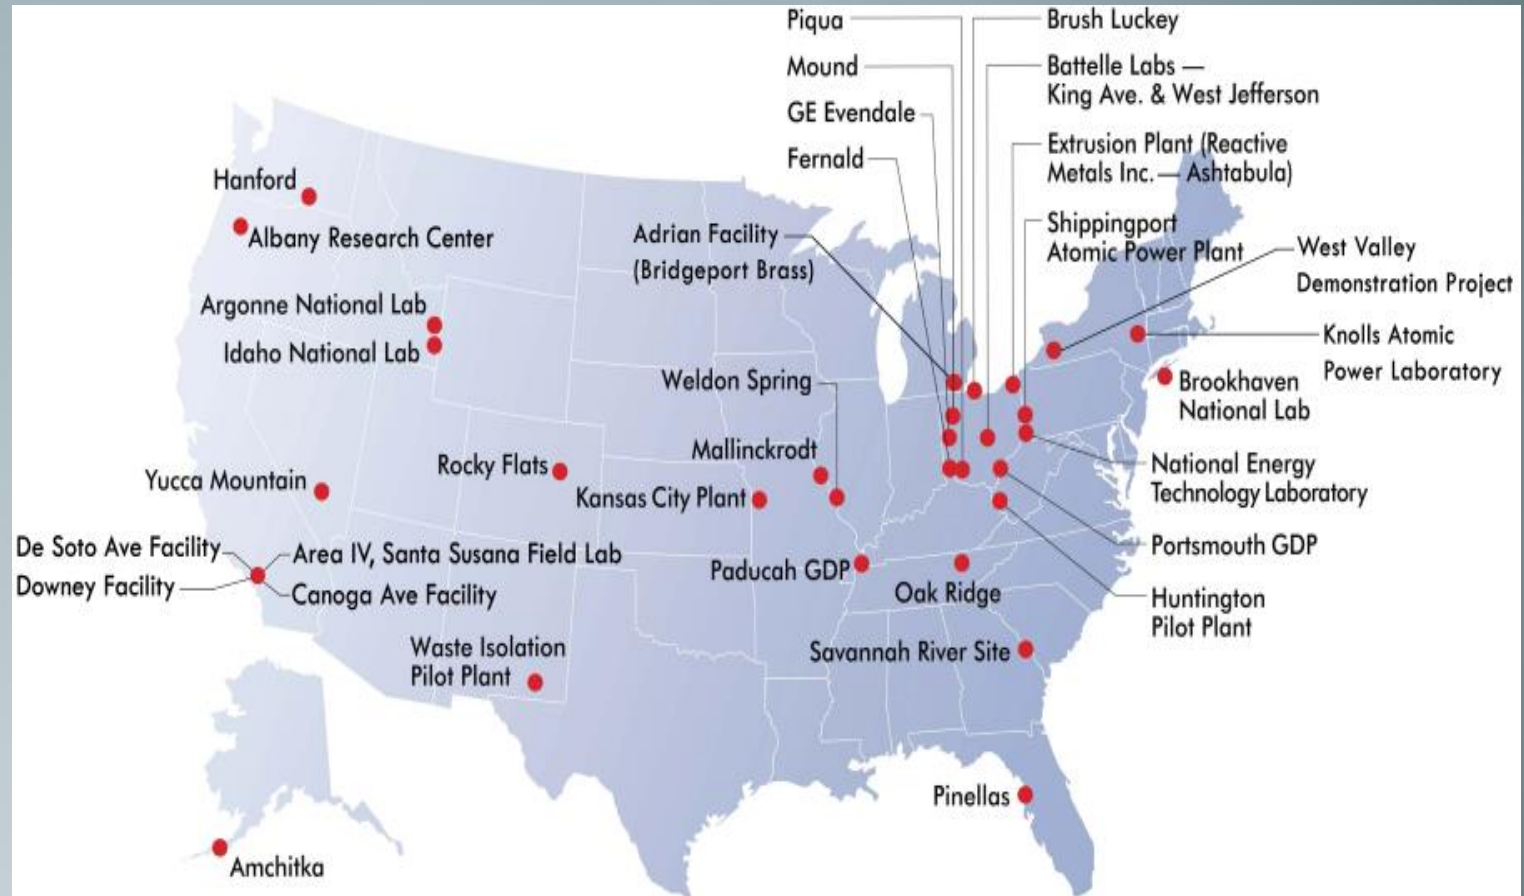 Piqua
Brush Luckey
Mound
Battelle Labs —
King Ave. & West Jefferson
GE Evendale
Extrusion Plant (Reactive
Metals Inc. — Ashtabula)
Fernald
Hanford
Albany Research Center
Adrian Facility
(Bridgeport Brass)
Shippingport
Atomic Power Plant
West Valley
Demonstration Project
Argonne National Lab
Idaho National Lab
Knolls Atomic
Power Laboratory
Weldon Spring
Brookhaven
National Lab
Mallinckrodt
Rocky Flats
Kansas City Plant
National Energy
Technology Laboratory
Yucca Mountain
De Soto Ave Facility
Downey Facility
Area IV, Santa Susana Field Lab
Canoga Ave Facility
Paducah GDP
Oak Ridge
Portsmouth GDP
Huntington
Pilot Plant
Waste Isolation
Pilot Plant
Savannah River Site
Pinellas
Amchitka